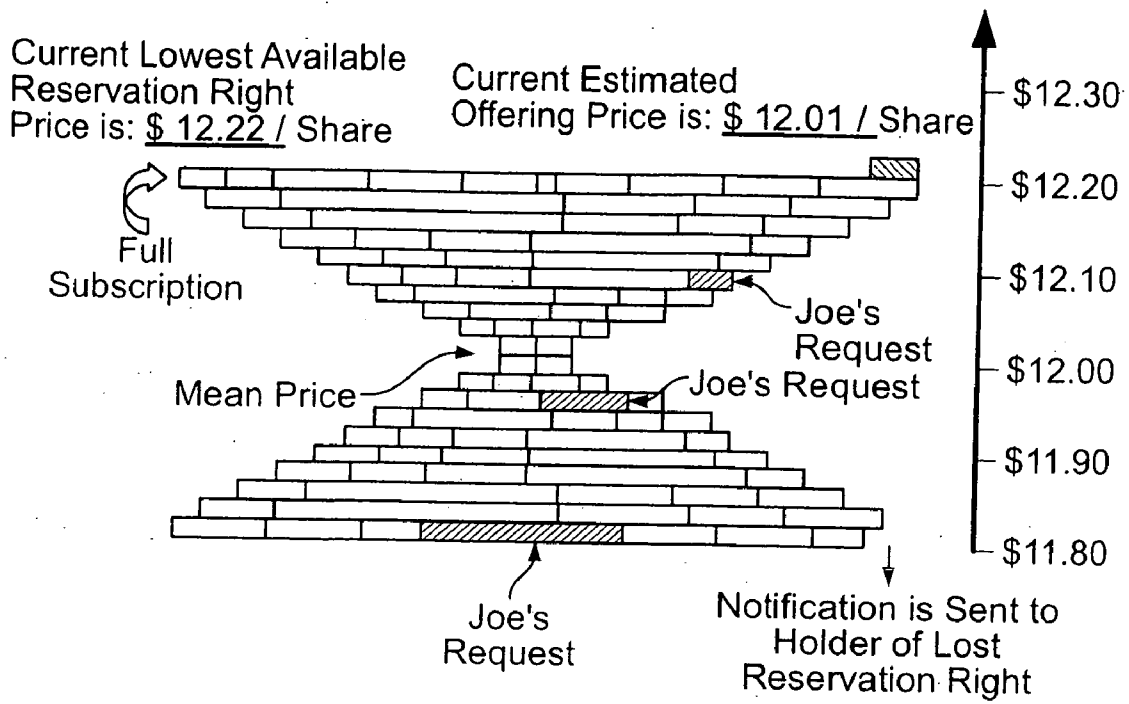 Current Lowest Available
Reservation Right
Price is: $ 12.22 / Share
Current Estimated
Offering Price is: $ 12.01 / Share
$12.30
$12.20
Full
Subscription
$12.10
Joe's
Request
$12.00
Mean Price
Joe's Request
$11.90
$11.80
Joe's
Request
Notification is Sent to
Holder of Lost
Reservation Right